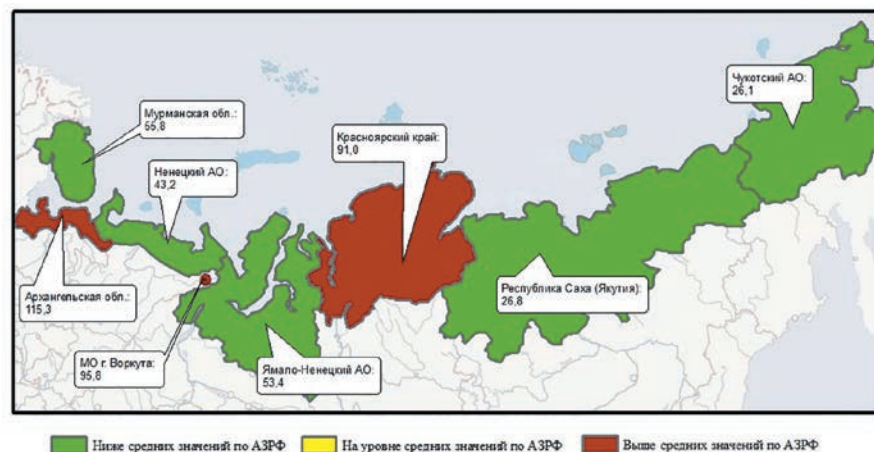 Мурманская обл.:
55,8
Ненецкий АО:
43,2
Красноярский край:
91,0
Чукотский АО:
26,1
Архангельская обл.:
115,3
МО г. Воркута:
95,8
Ямало-Ненецкий АО:
53,4
Республика Саха (Якутия):
26,8
Ниже средних значений по АЗРФ
На уровне средних значений по АЗРФ
Выше средних значений по АЗРФ